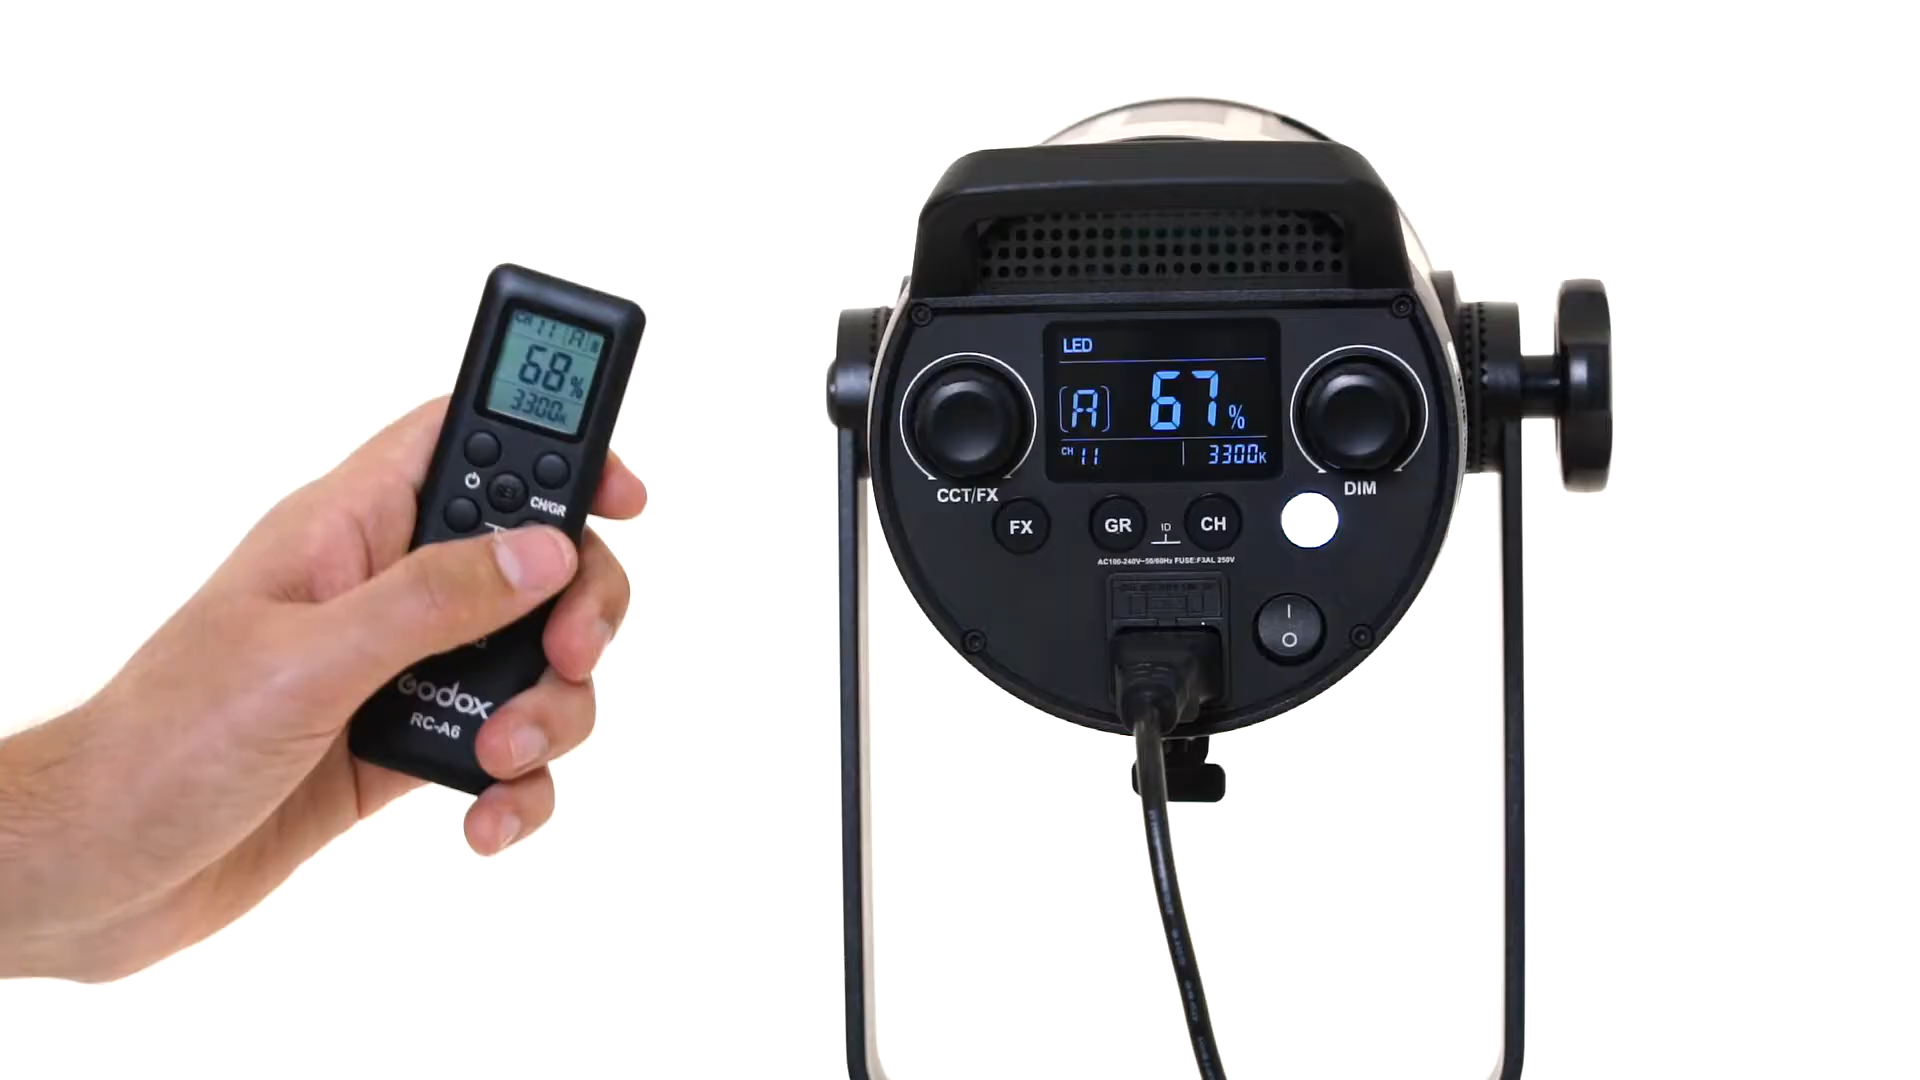 CH 11 [A]
68%
3300K
SET
CH/GR
Godox
RC-A6
LED
[A] 67%
CH 11 3300K
CCT/FX
DIM
FX
GR
ID
CH
AC100-240V~50/60Hz FUSE:F3AL 250V
I
O